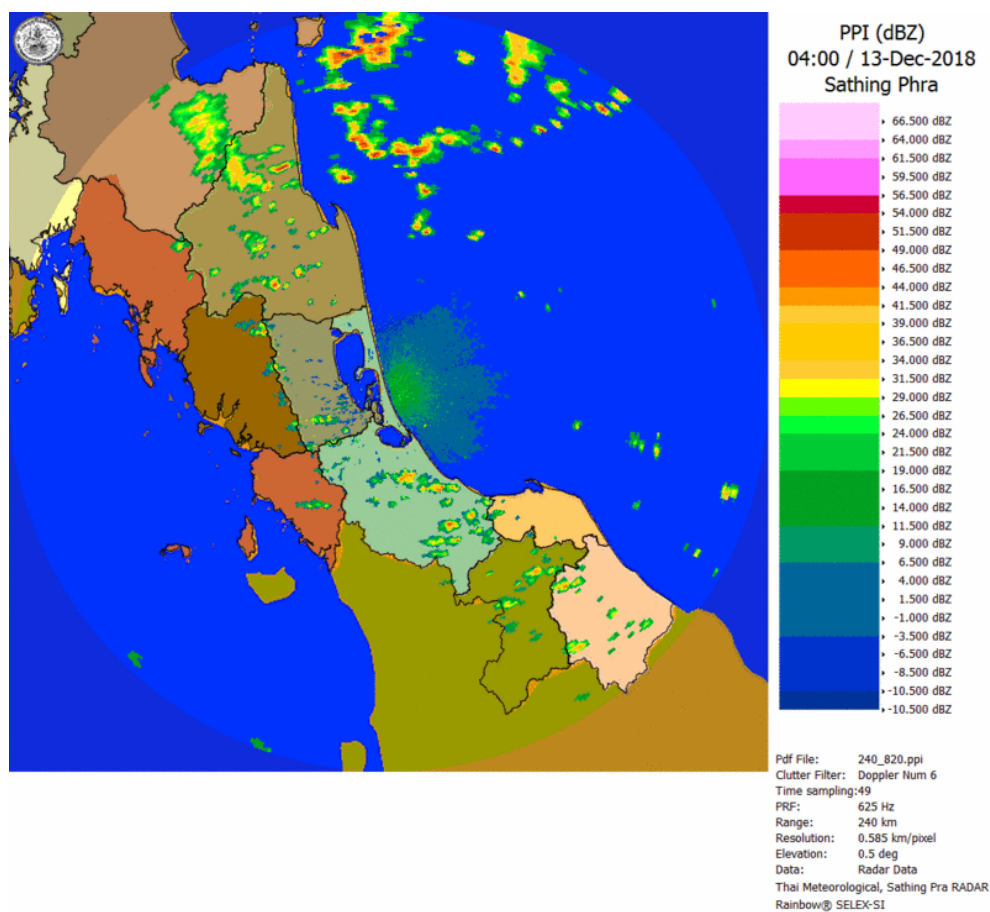 PPI (dBZ)
04:00 / 13-Dec-2018
Sathing Phra
66.500 dBZ
64.000 dBZ
61.500 dBZ
59.500 dBZ
56.500 dBZ
54.000 dBZ
51.500 dBZ
49.000 dBZ
46.500 dBZ
44.000 dBZ
41.500 dBZ
39.000 dBZ
36.500 dBZ
34.000 dBZ
31.500 dBZ
29.000 dBZ
26.500 dBZ
24.000 dBZ
21.500 dBZ
19.000 dBZ
16.500 dBZ
14.000 dBZ
11.500 dBZ
9.000 dBZ
6.500 dBZ
4.000 dBZ
1.500 dBZ
-1.000 dBZ
-3.500 dBZ
-6.500 dBZ
-8.500 dBZ
-10.500 dBZ
-10.500 dBZ
Pdf File: 240_820.ppi
Clutter Filter: Doppler Num 6
Time sampling:49
PRF: 625 Hz
Range: 240 km
Resolution: 0.585 km/pixel
Elevation: 0.5 deg
Data: Radar Data
Thai Meteorological, Sathing Pra RADAR
Rainbow® SELEX-SI